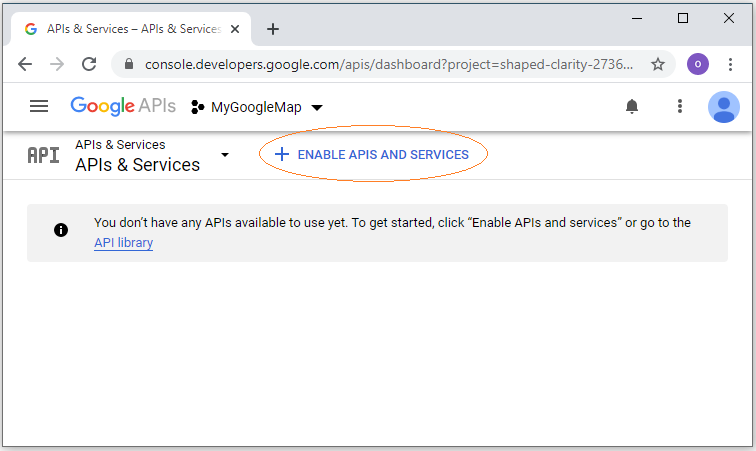 APIs & Services – APIs & Services
console.developers.google.com/apis/dashboard?project=shaped-clarity-2736...
O
Google APIs
MyGoogleMap
API
APIs & Services
APIs & Services
ENABLE APIS AND SERVICES
You don’t have any APIs available to use yet. To get started, click “Enable APIs and services” or go to the
API library